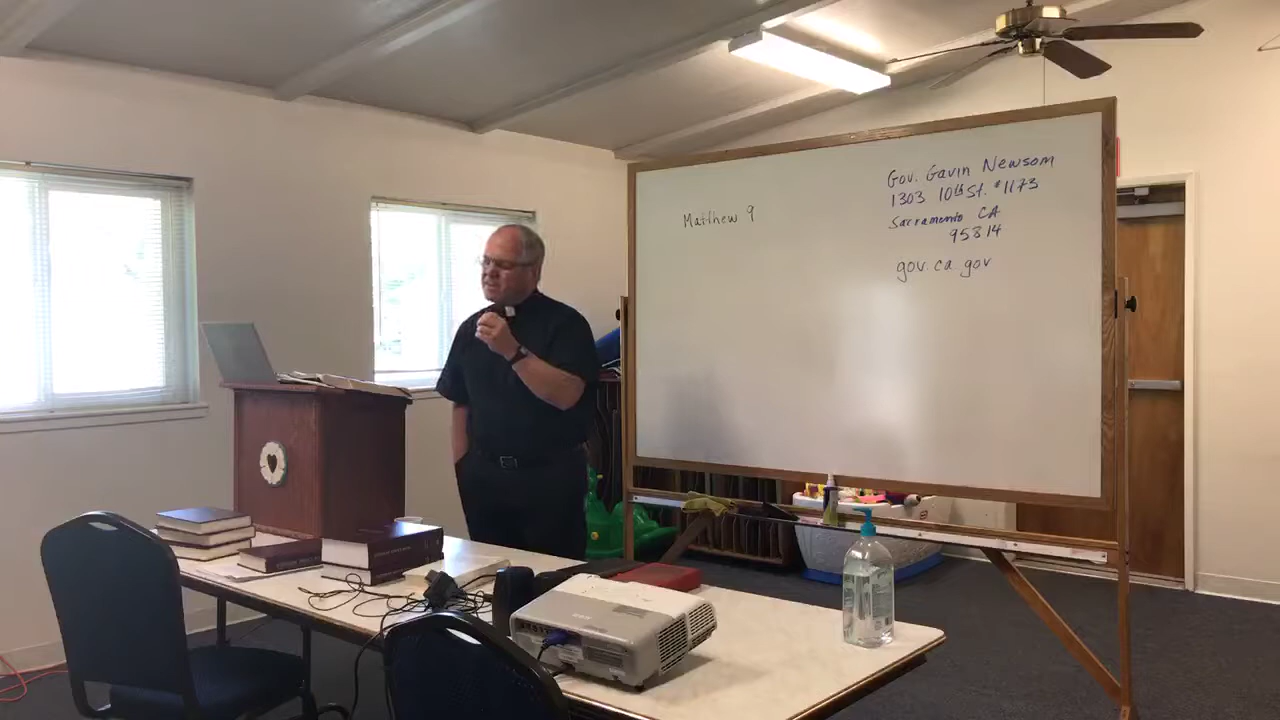 Matthew 9
Gov. Gavin Newsom
1303 10th St. #1173
Sacramento CA
95814
gov.ca.gov